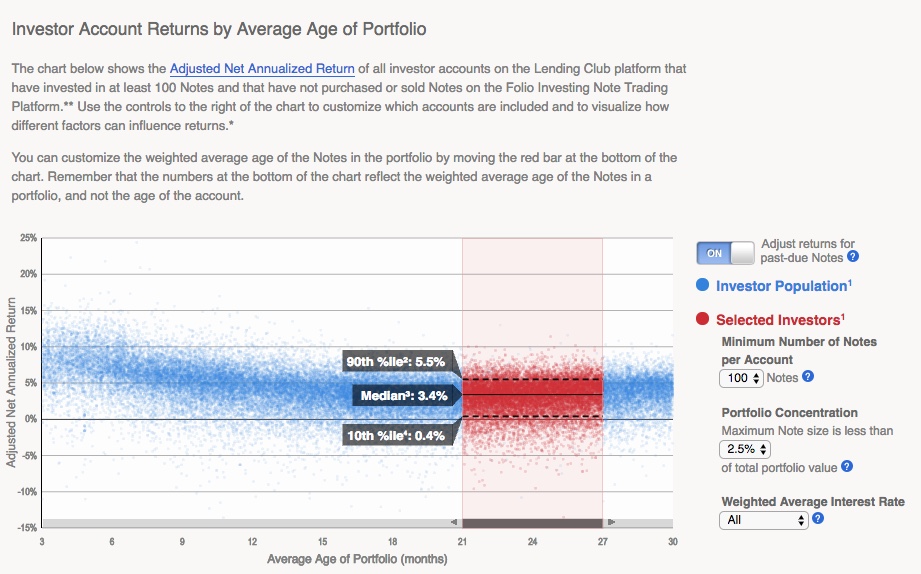 Investor Account Returns by Average Age of Portfolio
The chart below shows the Adjusted Net Annualized Return of all investor accounts on the Lending Club platform that
have invested in at least 100 Notes and that have not purchased or sold Notes on the Folio Investing Note Trading
Platform.** Use the controls to the right of the chart to customize which accounts are included and to visualize how
different factors can influence returns.*
You can customize the weighted average age of the Notes in the portfolio by moving the red bar at the bottom of the
chart. Remember that the numbers at the bottom of the chart reflect the weighted average age of the Notes in a
portfolio, and not the age of the account.
Adjusted Net Annualized Return
25%
20%
15%
10%
5%
0%
-5%
-10%
-15%
90th %ile²: 5.5%
Median³: 3.4%
10th %ile⁴: 0.4%
3 6 9 12 15 18 21 24 27 30
Average Age of Portfolio (months)
ON
Adjust returns for
past-due Notes ?
Investor Population¹
Selected Investors¹
Minimum Number of Notes
per Account
100 Notes ?
Portfolio Concentration
Maximum Note size is less than
2.5%
of total portfolio value ?
Weighted Average Interest Rate
All ?